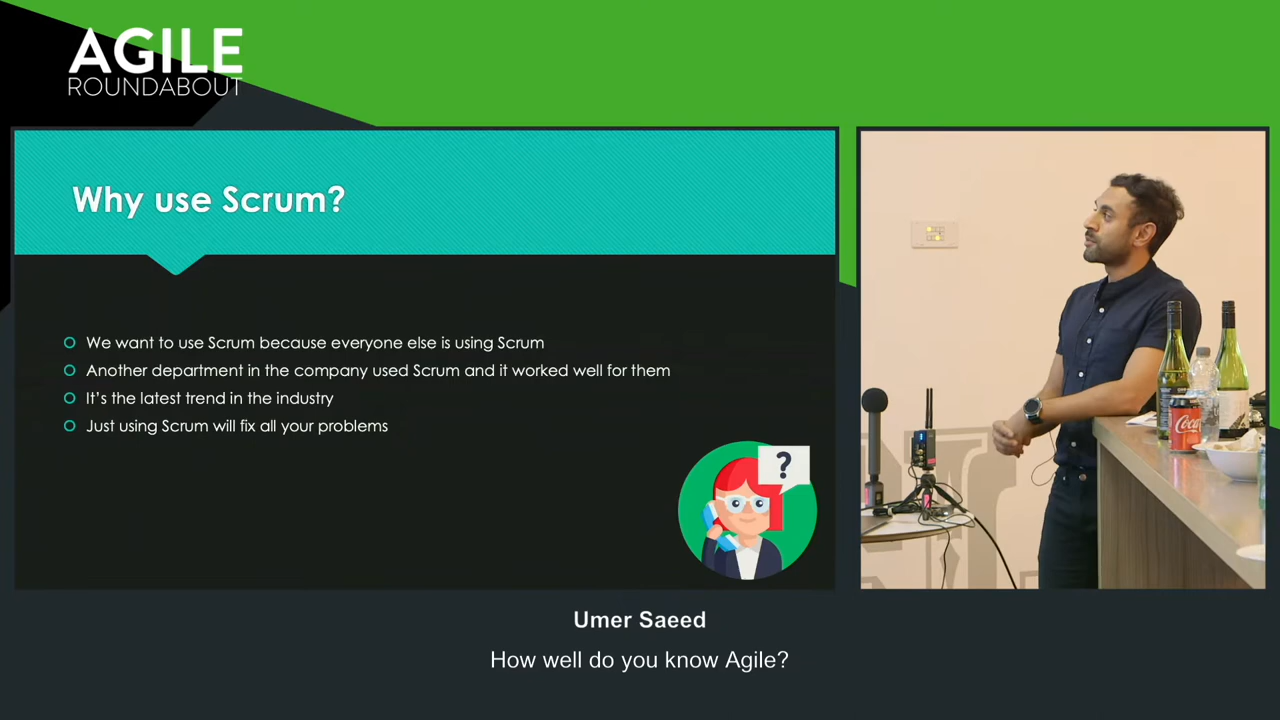 AGILE
ROUNDABOUT
Why use Scrum?
We want to use Scrum because everyone else is using Scrum
Another department in the company used Scrum and it worked well for them
It's the latest trend in the industry
Just using Scrum will fix all your problems
?
Coca
Umer Saeed
How well do you know Agile?